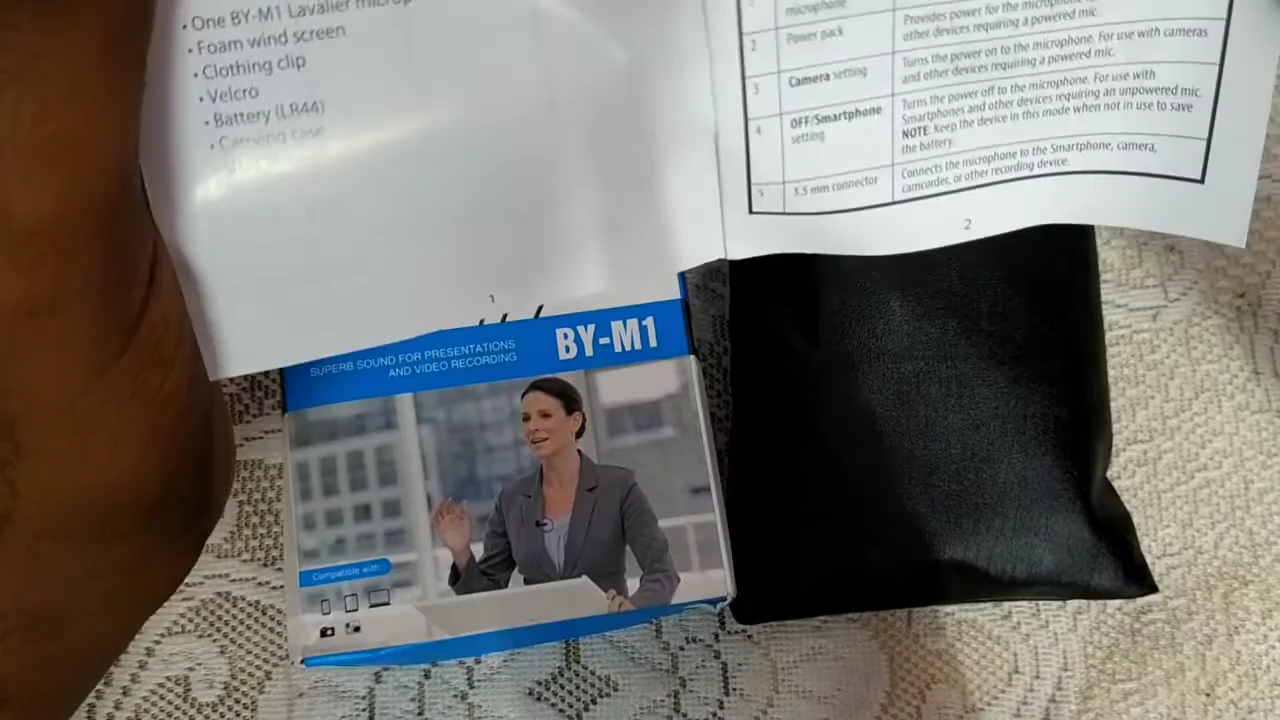 • One BY-M1 Lavalier
• Foam wind screen
• Clothing clip
• Velcro
• Battery (LR44)
• Carrying case
1
microphone
2 Power pack
Provides power for the microphone
other devices requiring a powered mic.
3 Camera setting
Turns the power on to the microphone. For use with cameras
and other devices requiring a powered mic.
4 OFF/Smartphone
setting
Turns the power off to the microphone. For use with
Smartphones and other devices requiring an unpowered mic.
NOTE: Keep the device in this mode when not in use to save
the battery.
5 3.5 mm connector
Connects the microphone to the Smartphone, camera,
camcorder, or other recording device.
2
SUPERB SOUND FOR PRESENTATIONS
AND VIDEO RECORDING
BY-M1
Compatible with: